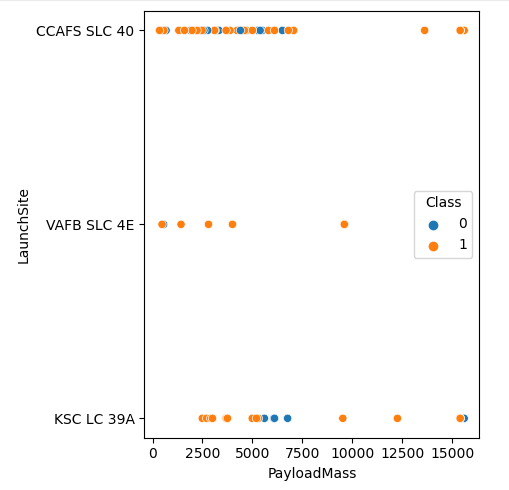 CCAFS SLC 40
VAFB SLC 4E
KSC LC 39A
LaunchSite
Class
0
1
0 2500 5000 7500 10000 12500 15000
PayloadMass